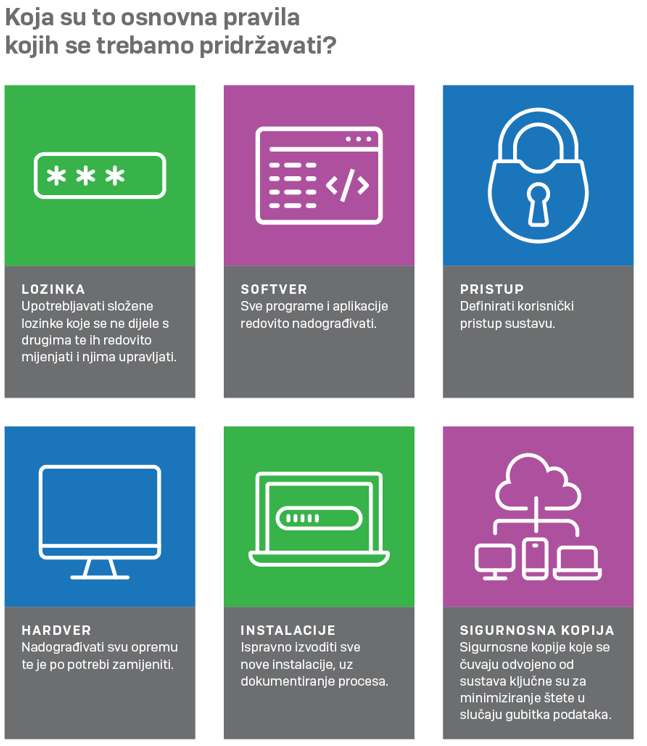 Koja su to osnovna pravila
kojih se trebamo pridržavati?
***
</>
LOZINKA
Upotrebljavati složene
lozinke koje se ne dijele s
drugima te ih redovito
mijenjati i njima upravljati.
SOFTVER
Sve programe i aplikacije
redovito nadograđivati.
PRISTUP
Definirati korisnički
pristup sustavu.
HARDVER
Nadograđivati svu opremu
te je po potrebi zamijeniti.
INSTALACIJE
Ispravno izvoditi sve
nove instalacije, uz
dokumentiranje procesa.
SIGURNOSNA KOPIJA
Sigurnosne kopije koje se
čuvaju odvojeno od
sustava ključne su za
minimiziranje štete u
slučaju gubitka podataka.